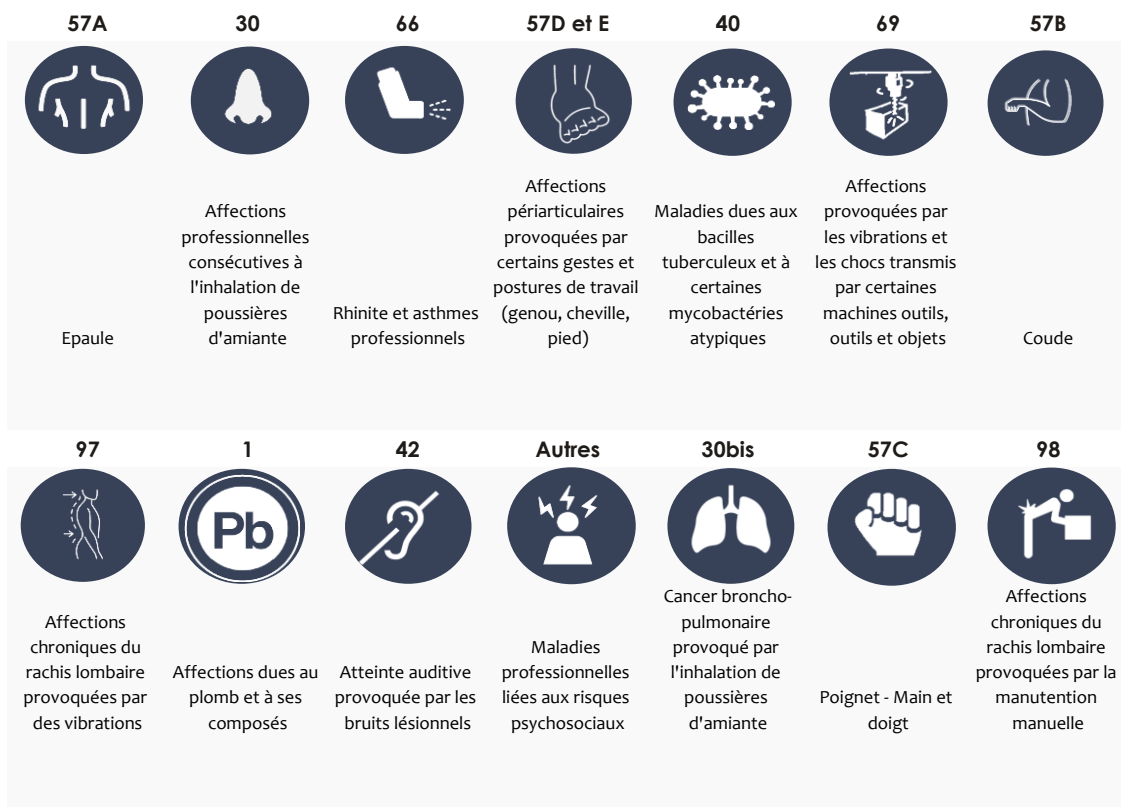 57A
30
66
57D et E
40
69
57B
Epaule
Affections
professionnelles
consécutives à
l'inhalation de
poussières
d'amiante
Rhinite et asthmes
professionnels
Affections
périarticulaires
provoquées par
certains gestes et
postures de travail
(genou, cheville,
pied)
Maladies dues aux
bacilles
tuberculeux et à
certaines
mycobactéries
atypiques
Affections
provoquées par
les vibrations et
les chocs transmis
par certaines
machines outils,
outils et objets
Coude
97
1
42
Autres
30bis
57C
98
Pb
Affections
chroniques du
rachis lombaire
provoquées par
des vibrations
Affections dues au
plomb et à ses
composés
Atteinte auditive
provoquée par les
bruits lésionnels
Maladies
professionnelles
liées aux risques
psychosociaux
Cancer broncho-
pulmonaire
provoqué par
l'inhalation de
poussières
d'amiante
Poignet - Main et
doigt
Affections
chroniques du
rachis lombaire
provoquées par la
manutention
manuelle